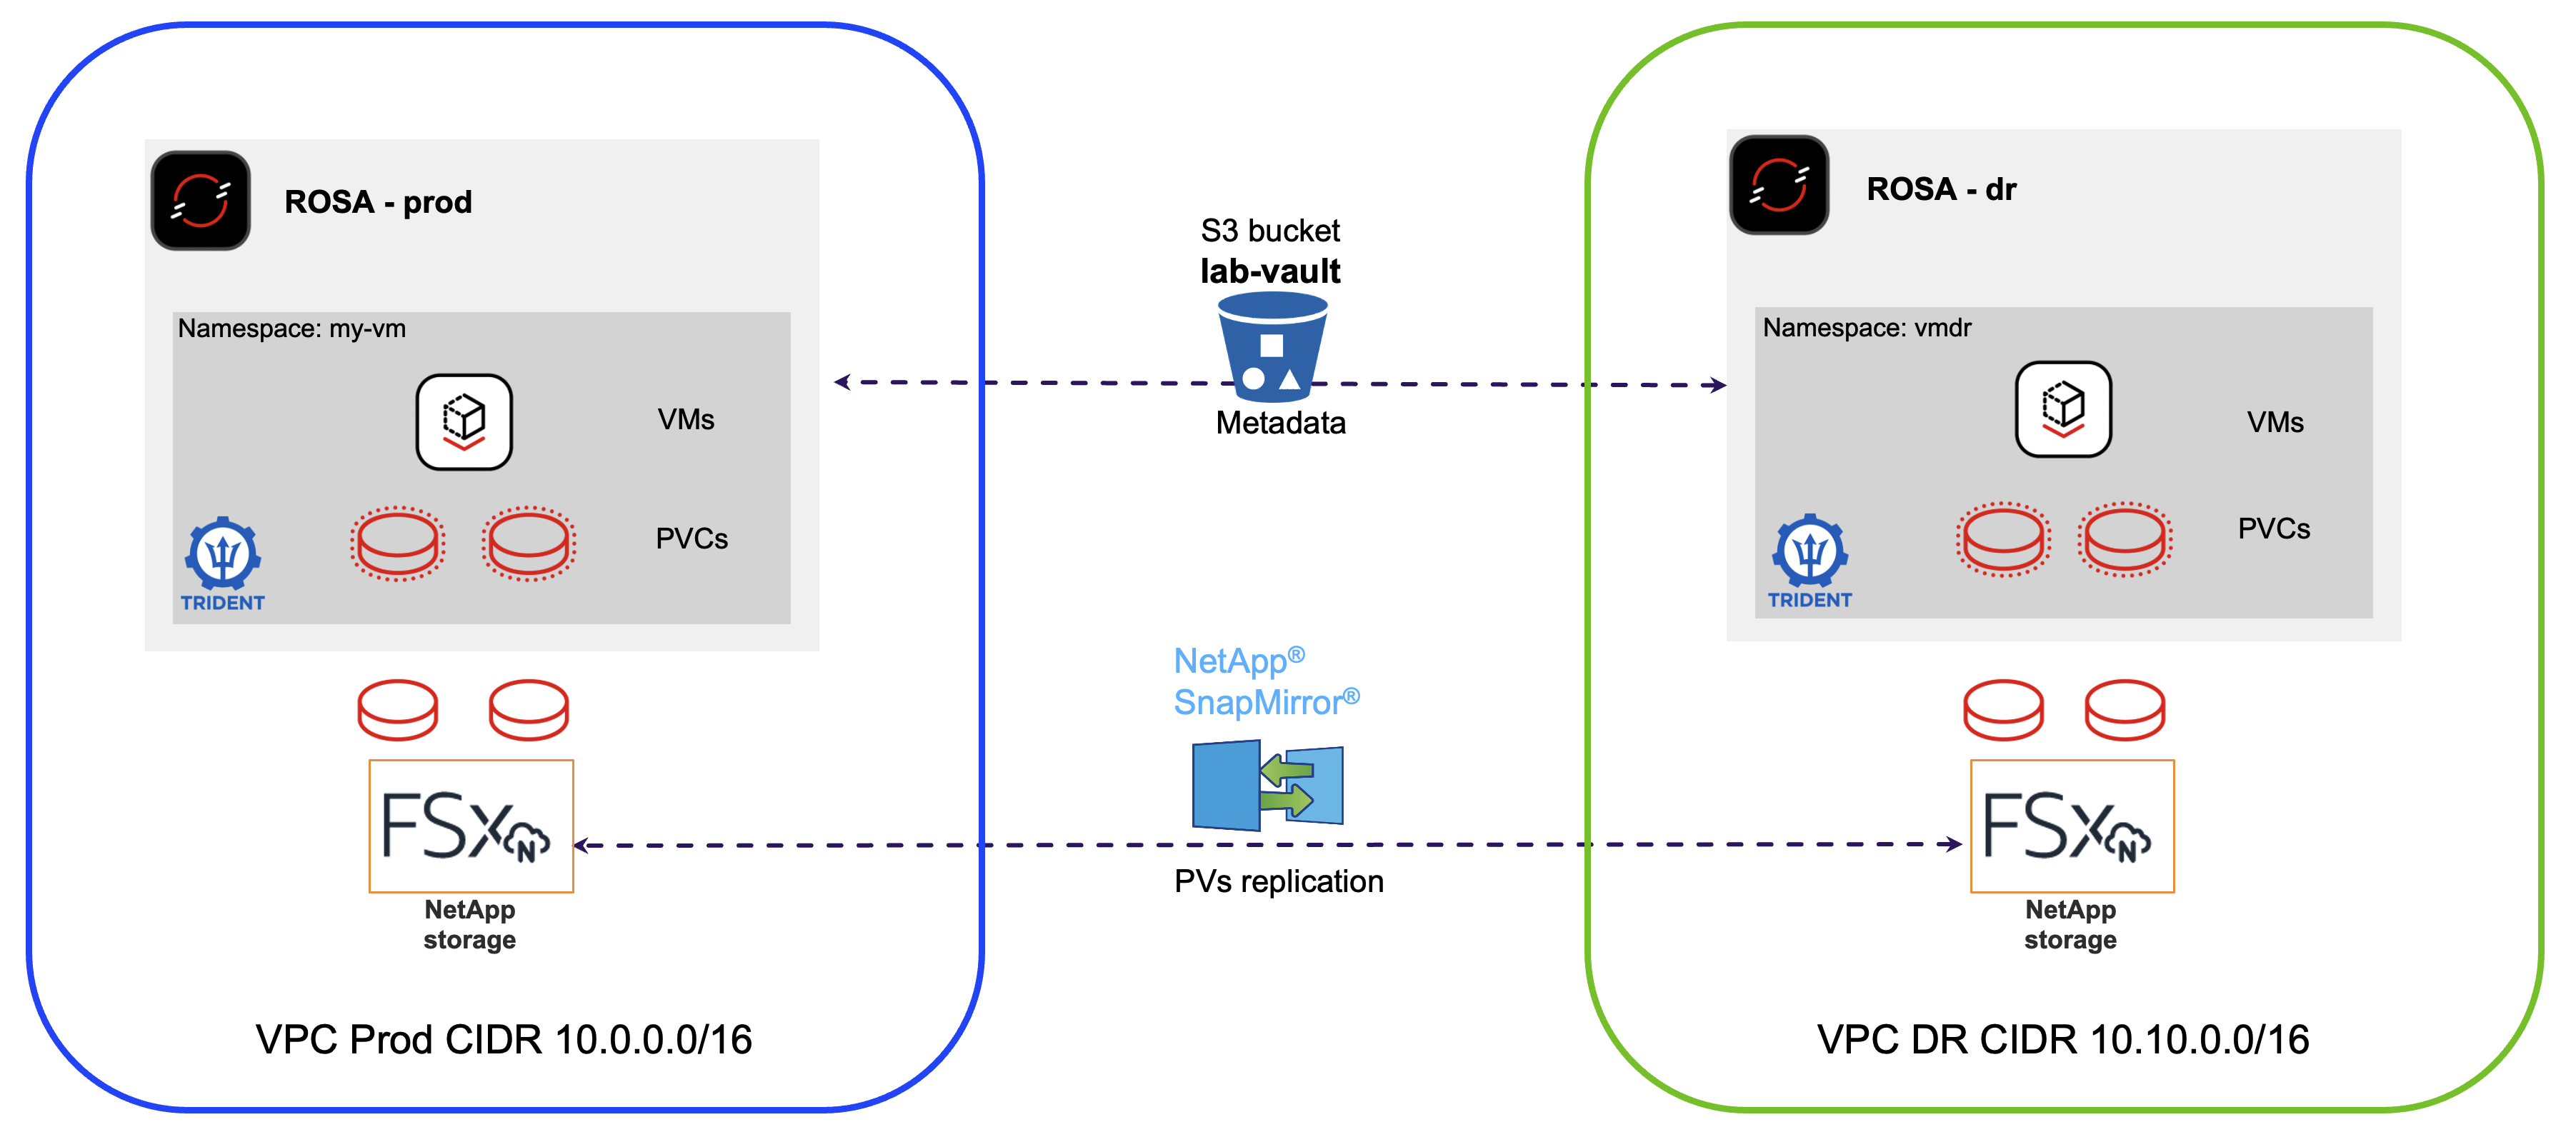 ROSA - prod
Namespace: my-vm
VMs
PVCs
TRIDENT
FSxN
NetApp
storage
VPC Prod CIDR 10.0.0.0/16
S3 bucket
lab-vault
Metadata
NetApp®
SnapMirror®
PVs replication
ROSA - dr
Namespace: vmdr
VMs
PVCs
TRIDENT
FSxN
NetApp
storage
VPC DR CIDR 10.10.0.0/16